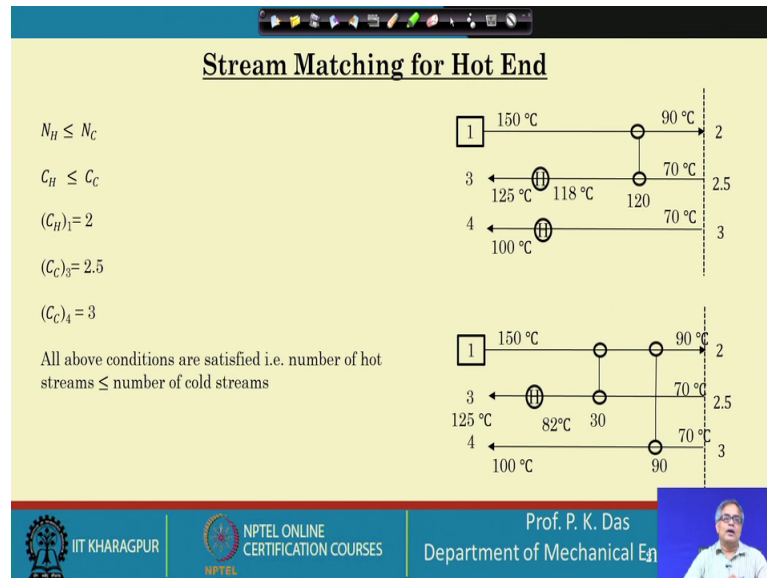 Stream Matching for Hot End
N_H ≤ N_C
C_H ≤ C_C
(C_H)_1= 2
(C_C)_3= 2.5
(C_C)_4 = 3
All above conditions are satisfied i.e. number of hot
streams ≤ number of cold streams
1 150 °C 90 °C 2
3 H 70 °C 2.5
125 °C 118 °C 120
4 H 70 °C 3
100 °C
1 150 °C 90 °C 2
3 H 70 °C 2.5
125 °C 82°C 30
4 70 °C 3
100 °C 90
IIT KHARAGPUR
NPTEL ONLINE
CERTIFICATION COURSES
NPTEL
Prof. P. K. Das
Department of Mechanical